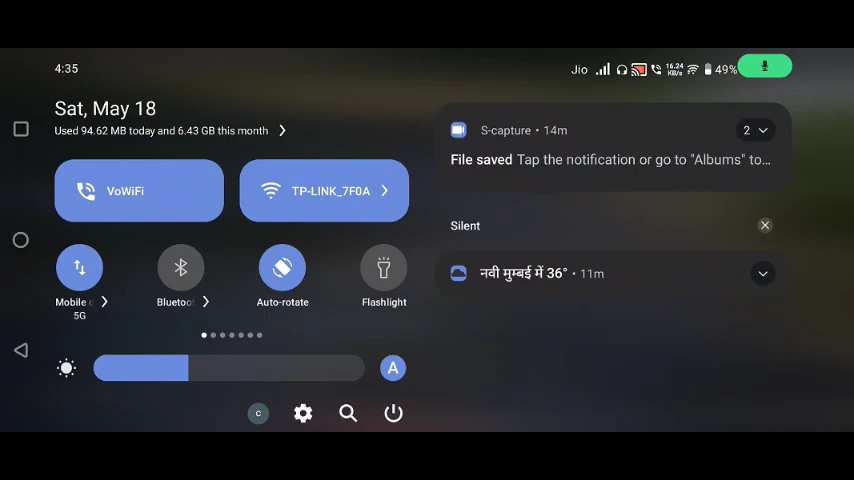 4:35
Jio
16.24
KB/s
49%
Sat, May 18
Used 94.62 MB today and 6.43 GB this month
VoWiFi
TP-LINK_7F0A
Mobile d
5G
Bluetoot
Auto-rotate
Flashlight
A
C
S-capture • 14m
2
File saved Tap the notification or go to "Albums" to...
Silent
नवी मुम्बई में 36° • 11m